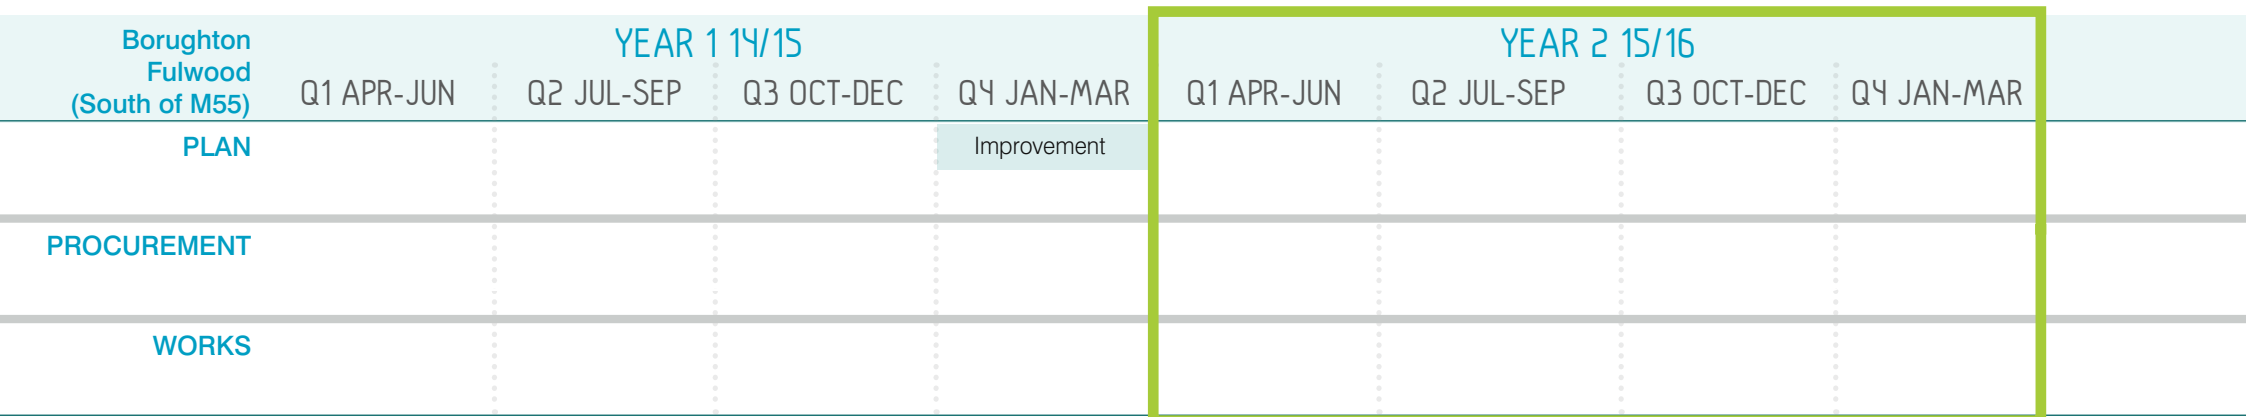 Borughton
Fulwood
(South of M55)
YEAR 1 14/15
YEAR 2 15/16
Q1 APR-JUN
Q2 JUL-SEP
Q3 OCT-DEC
Q4 JAN-MAR
Q1 APR-JUN
Q2 JUL-SEP
Q3 OCT-DEC
Q4 JAN-MAR
PLAN
Improvement
PROCUREMENT
WORKS